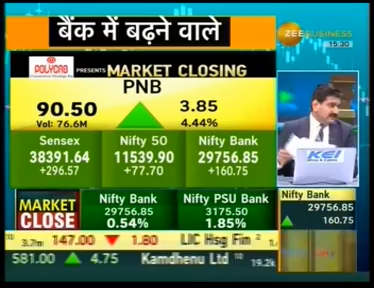 बैंक में बढ़ने वाले
ZEE BUSINESS
15:30
POLYCAB
PRESENTS MARKET CLOSING
PNB
90.50
Vol: 76.6M
3.85
4.44%
Sensex
38391.64
+296.57
Nifty 50
11539.90
+77.70
Nifty Bank
29756.85
+160.75
KEI
MARKET
CLOSE
Nifty Bank
29756.85
0.54%
Nifty PSU Bank
3175.50
1.85%
Nifty Bank
29756.85
160.75
3.7m 147.00 1.80 LIC Hsg Fin
581.00 4.75 Kamdhenu Ltd 19.2k